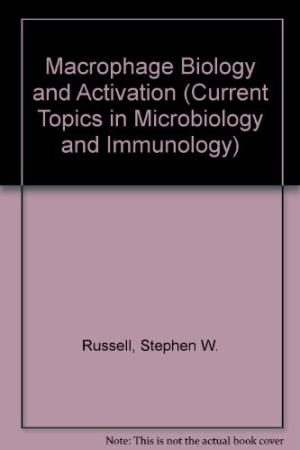 Macrophage Biology
and Activation (Current
Topics in Microbiology
and Immunology)
Russell, Stephen W.
Note: This is not the actual book cover